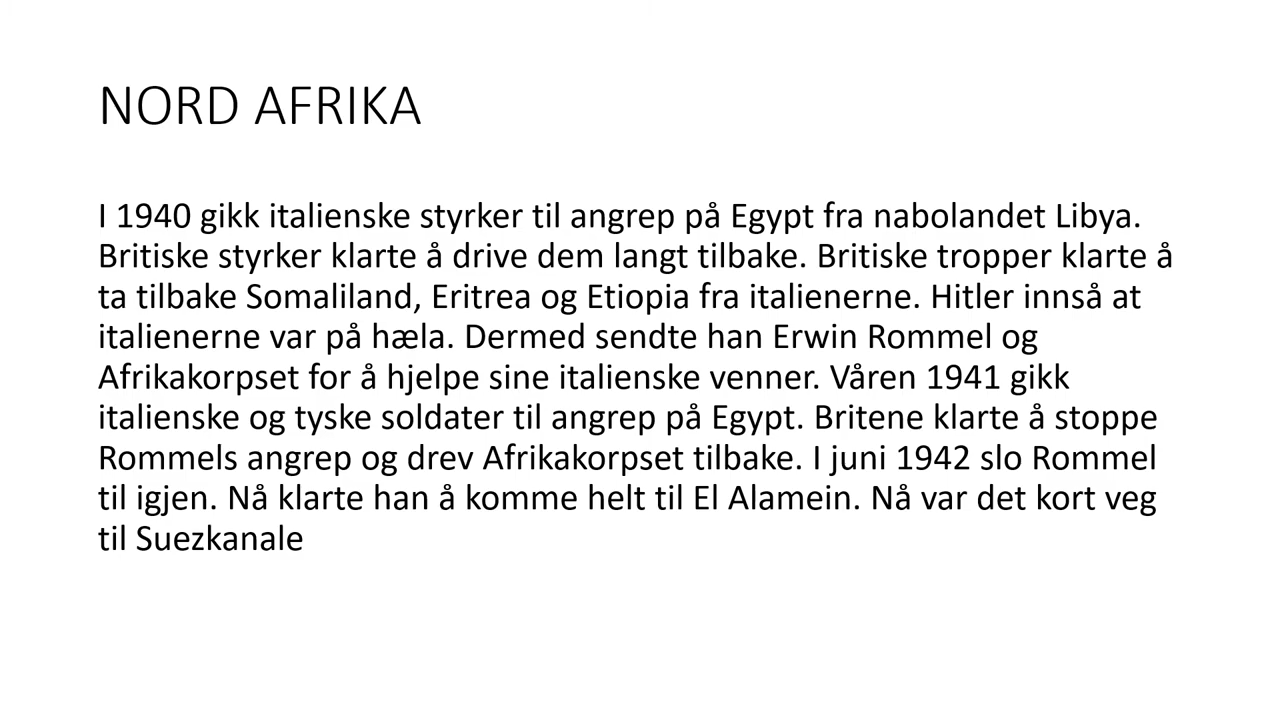 NORD AFRIKA
I 1940 gikk italienske styrker til angrep på Egypt fra nabolandet Libya.
Britiske styrker klarte å drive dem langt tilbake. Britiske tropper klarte å
ta tilbake Somaliland, Eritrea og Etiopia fra italienerne. Hitler innså at
italienerne var på hæla. Dermed sendte han Erwin Rommel og
Afrikakorpset for å hjelpe sine italienske venner. Våren 1941 gikk
italienske og tyske soldater til angrep på Egypt. Britene klarte å stoppe
Rommels angrep og drev Afrikakorpset tilbake. I juni 1942 slo Rommel
til igjen. Nå klarte han å komme helt til El Alamein. Nå var det kort veg
til Suezkanale